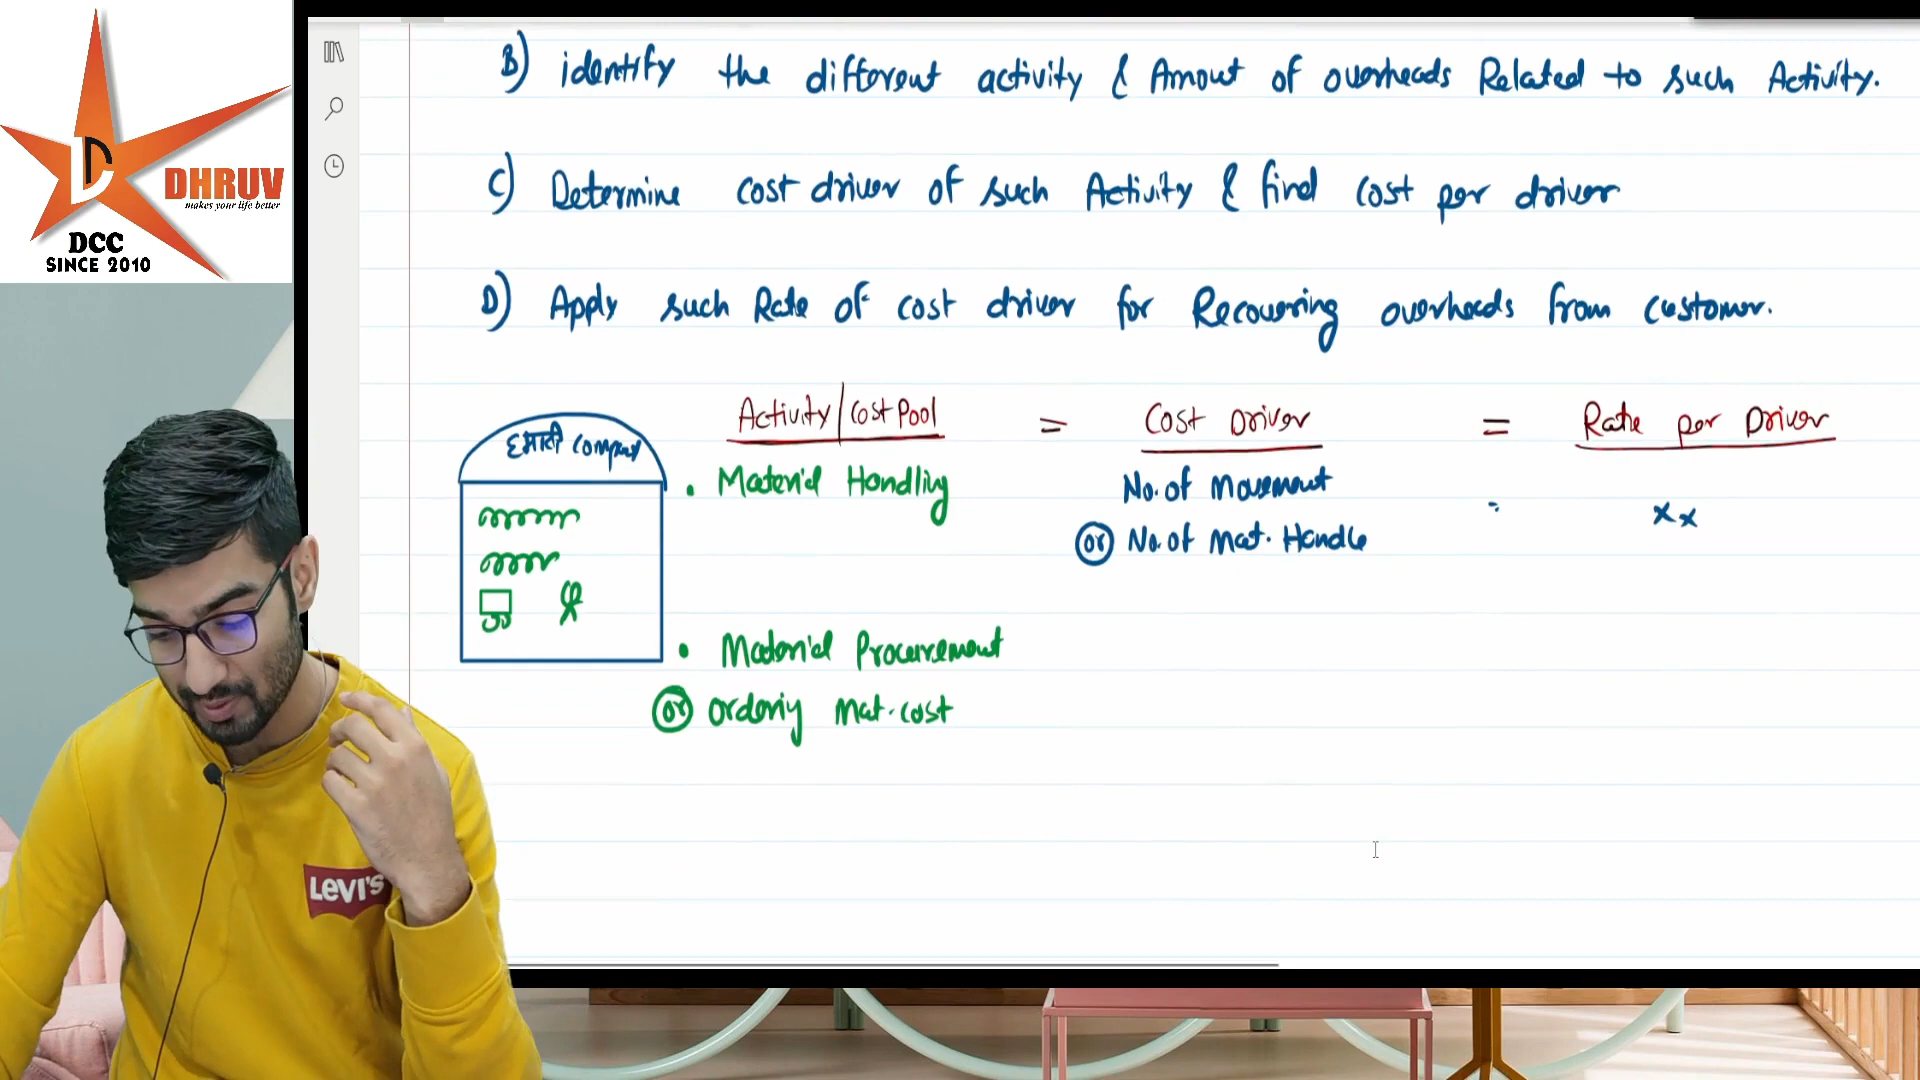 DHRUV
makes your life better
DCC
SINCE 2010
B) identify the different activity & Amout of overheads Related to such Activity.
C) Determine cost driver of such Activity & find cost per driver
D) Apply such Rate of cost driver for Recovering overheads from customer.
Activity/Cost Pool = Cost Driver = Rate per Driver
हमारी company
• Material Handling
No. of Movement = xx
or No. of Mat. Handle
• Material Procurement
or Ordering Mat. cost
LEVI'S